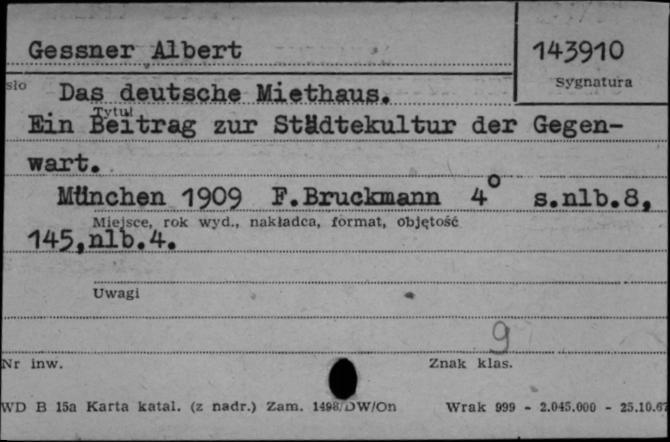 Gessner Albert
143910
sło
Sygnatura
Das deutsche Miethaus.
Tytuł
Ein Beitrag zur Städtekultur der Gegen-
wart.
München 1909 F.Bruckmann 4° s.nlb.8,
Miejsce, rok wyd., nakładca, format, objętość
145,nlb.4.
Uwagi
9
Nr inw.
Znak klas.
WD B 15a Karta katal. (z nadr.) Zam. 1498/DW/On Wrak 999 - 2.045.000 - 25.10.67